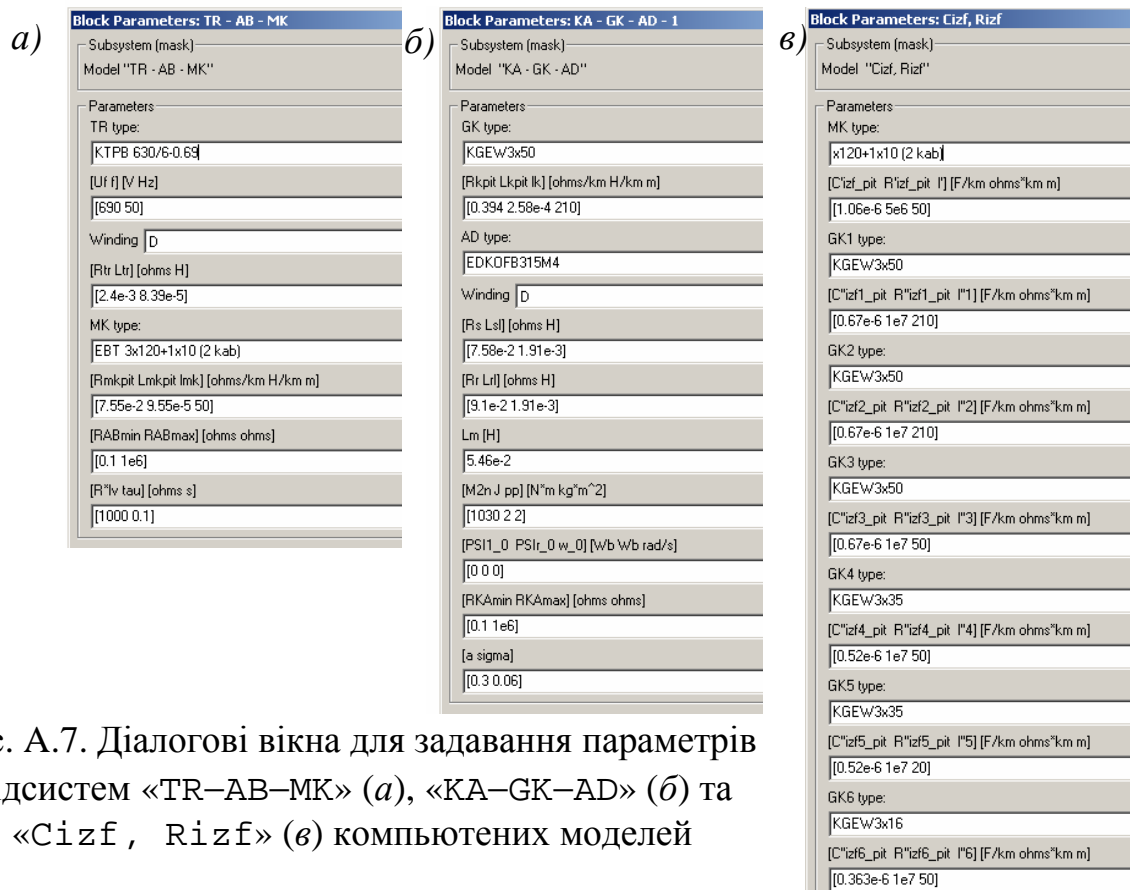 а)
Block Parameters: TR - AB - MK
Subsystem (mask)
Model "TR - AB - MK"
Parameters
TR type:
KTPB 630/6-0.69
[Uf f] [V Hz]
[690 50]
Winding D
[Rtr Ltr] [ohms H]
[2.4e-3 8.39e-5]
MK type:
EBT 3x120+1x10 (2 kab)
[Rmkpit Lmkpit lmk] [ohms/km H/km m]
[7.55e-2 9.55e-5 50]
[RABmin RABmax] [ohms ohms]
[0.1 1e6]
[R*lv tau] [ohms s]
[1000 0.1]
б)
Block Parameters: KA - GK - AD - 1
Subsystem (mask)
Model "KA - GK - AD"
Parameters
GK type:
KGEW3x50
[Rkpit Lkpit lk] [ohms/km H/km m]
[0.394 2.58e-4 210]
AD type:
EDKOFB315M4
Winding D
[Rs Lsl] [ohms H]
[7.58e-2 1.91e-3]
[Rr Lrl] [ohms H]
[9.1e-2 1.91e-3]
Lm [H]
5.46e-2
[M2n J pp] [N*m kg*m^2]
[1030 2 2]
[PSI1_0 PSIr_0 w_0] [Wb Wb rad/s]
[0 0 0]
[RKAmin RKAmax] [ohms ohms]
[0.1 1e6]
[a sigma]
[0.3 0.06]
в)
Block Parameters: Cizf, Rizf
Subsystem (mask)
Model "Cizf, Rizf"
Parameters
MK type:
x120+1x10 (2 kab)
[C'izf_pit R'izf_pit l'] [F/km ohms*km m]
[1.06e-6 5e6 50]
GK1 type:
KGEW3x50
[C"izf1_pit R"izf1_pit l"1] [F/km ohms*km m]
[0.67e-6 1e7 210]
GK2 type:
KGEW3x50
[C"izf2_pit R"izf2_pit l"2] [F/km ohms*km m]
[0.67e-6 1e7 210]
GK3 type:
KGEW3x50
[C"izf3_pit R"izf3_pit l"3] [F/km ohms*km m]
[0.67e-6 1e7 50]
GK4 type:
KGEW3x35
[C"izf4_pit R"izf4_pit l"4] [F/km ohms*km m]
[0.52e-6 1e7 50]
GK5 type:
KGEW3x35
[C"izf5_pit R"izf5_pit l"5] [F/km ohms*km m]
[0.52e-6 1e7 20]
GK6 type:
KGEW3x16
[C"izf6_pit R"izf6_pit l"6] [F/km ohms*km m]
[0.363e-6 1e7 50]
с. А.7. Діалогові вікна для задавання параметрів
дсистем «TR–AB–MK» (а), «KA–GK–AD» (б) та
«Cizf, Rizf» (в) компьютених моделей